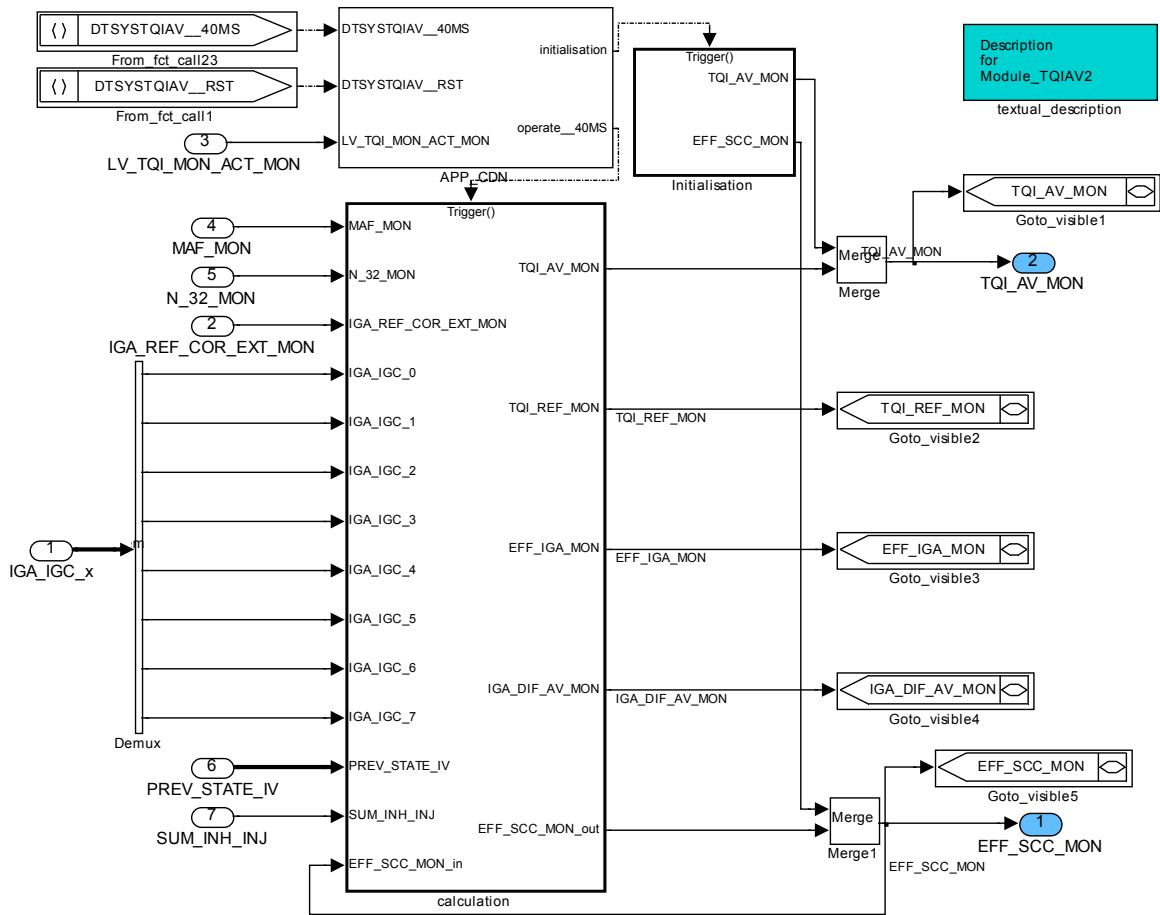 DTSYSTQIAV__40MS
From_fct_call23
DTSYSTQIAV__RST
From_fct_call1
3
LV_TQI_MON_ACT_MON
DTSYSTQIAV__40MS
DTSYSTQIAV__RST
LV_TQI_MON_ACT_MON
initialisation
operate__40MS
APP_CDN
Trigger()
TQI_AV_MON
EFF_SCC_MON
Initialisation
Description
for
Module_TQIAV2
textual_description
TQI_AV_MON
Goto_visible1
Merge
TQI_AV_MON
Merge
2
TQI_AV_MON
4
MAF_MON
5
N_32_MON
2
IGA_REF_COR_EXT_MON
1
IGA_IGC_x
m
Demux
6
PREV_STATE_IV
7
SUM_INH_INJ
Trigger()
MAF_MON
N_32_MON
IGA_REF_COR_EXT_MON
IGA_IGC_0
IGA_IGC_1
IGA_IGC_2
IGA_IGC_3
IGA_IGC_4
IGA_IGC_5
IGA_IGC_6
IGA_IGC_7
PREV_STATE_IV
SUM_INH_INJ
EFF_SCC_MON_in
TQI_AV_MON
TQI_REF_MON
EFF_IGA_MON
IGA_DIF_AV_MON
EFF_SCC_MON_out
calculation
TQI_REF_MON
TQI_REF_MON
Goto_visible2
EFF_IGA_MON
EFF_IGA_MON
Goto_visible3
IGA_DIF_AV_MON
IGA_DIF_AV_MON
Goto_visible4
EFF_SCC_MON
Goto_visible5
Merge
Merge1
1
EFF_SCC_MON
EFF_SCC_MON